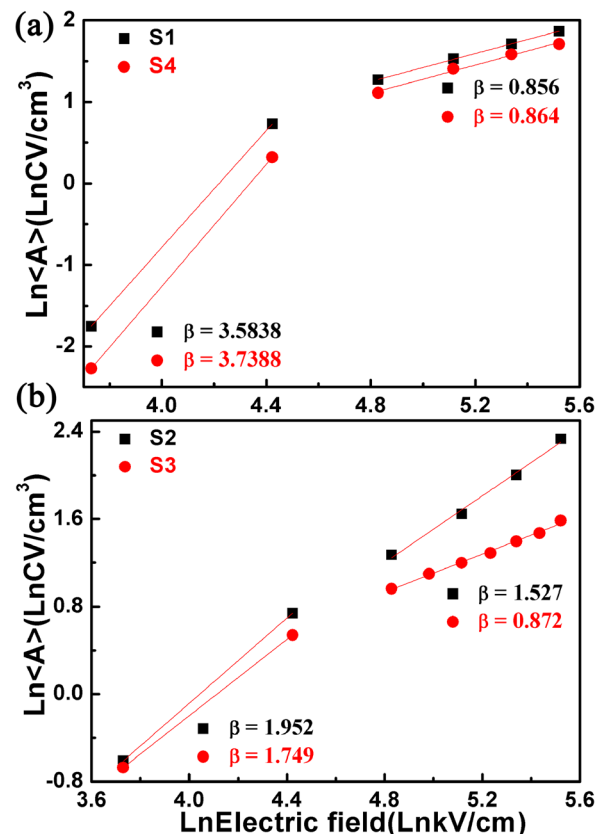 (a)
S1
S4
2
1
0
-1
-2
Ln<A>(LnCV/cm³)
β = 0.856
β = 0.864
β = 3.5838
β = 3.7388
4.0 4.4 4.8 5.2 5.6
(b)
S2
S3
2.4
1.6
0.8
0.0
-0.8
Ln<A>(LnCV/cm³)
β = 1.527
β = 0.872
β = 1.952
β = 1.749
3.6 4.0 4.4 4.8 5.2 5.6
LnElectric field(LnkV/cm)